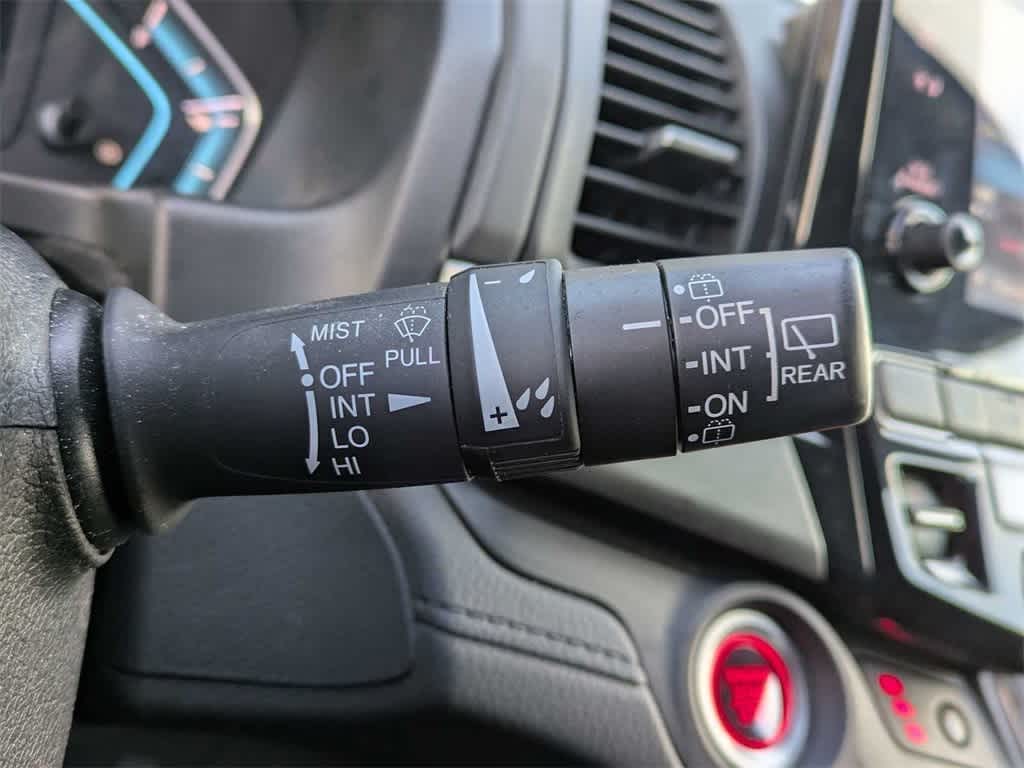 MIST
PULL
OFF
INT
LO
HI
−
+
OFF
INT
ON
REAR